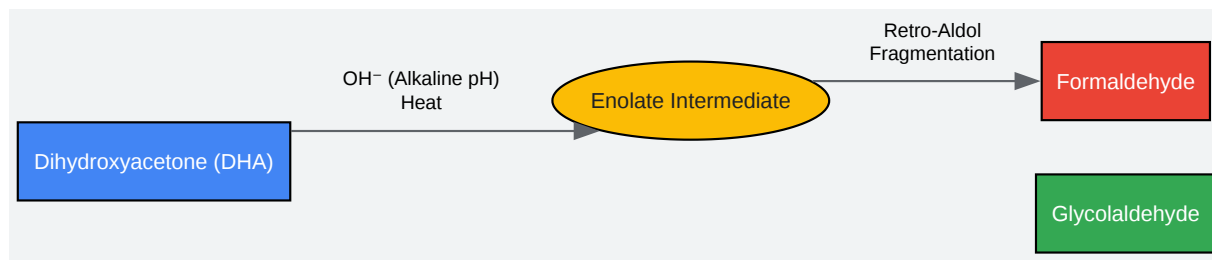 Dihydroxyacetone (DHA)
OH⁻ (Alkaline pH)
Heat
Enolate Intermediate
Retro-Aldol
Fragmentation
Formaldehyde
Glycolaldehyde